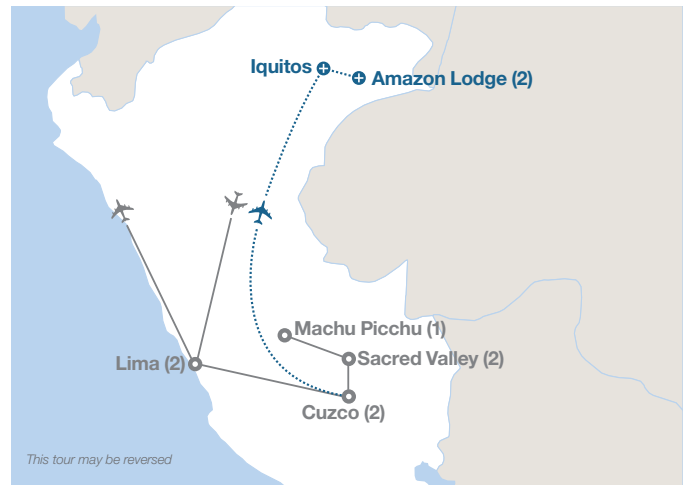 Iquitos
Amazon Lodge (2)
Machu Picchu (1)
Lima (2)
Sacred Valley (2)
Cuzco (2)
This tour may be reversed